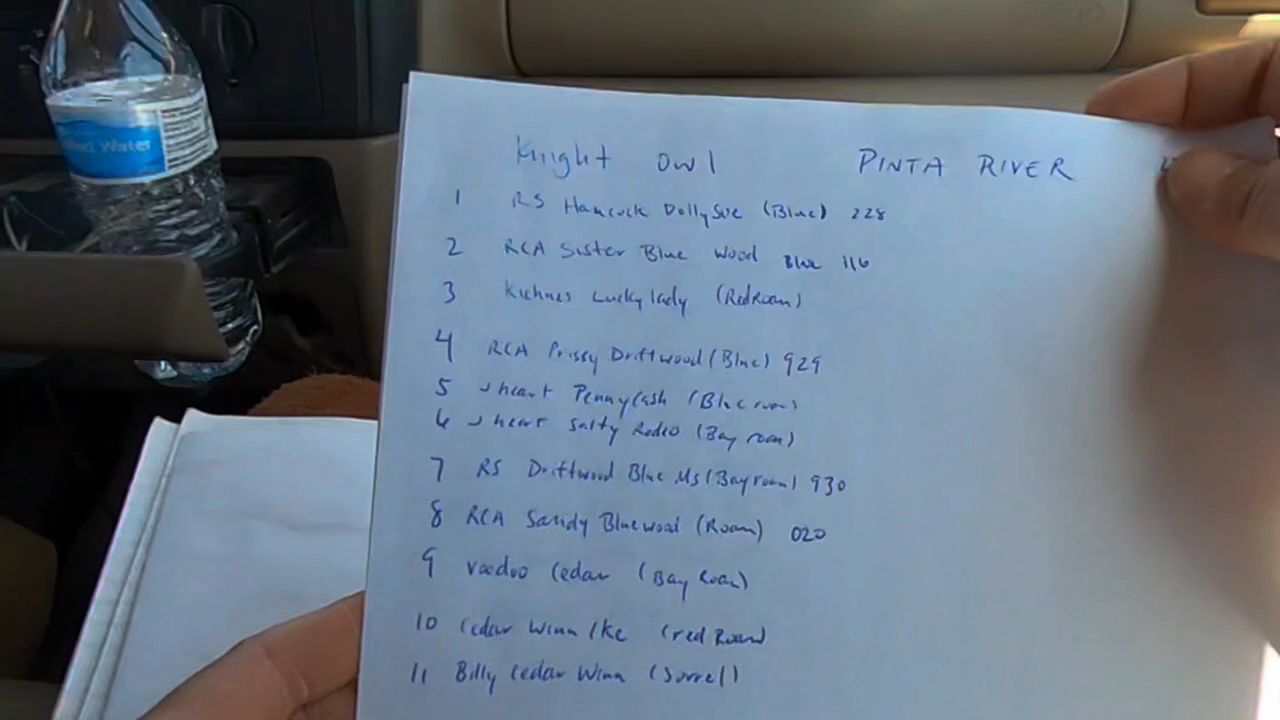 Water
Knight Owl PINTA RIVER
1 RS Hancock DollySue (Blue) 228
2 RCA Sister Blue Wood Blue 116
3 Kuhnes Luckylady (RedRoan)
4 RCA Prissy Driftwood (Blue) 929
5 heart Pennycash (Blue roan)
6 heart Salty Rodeo (Bay roan)
7 RS Driftwood Blue Ms (Bayroan) 930
8 RCA Sandy Bluewood (Roan) 020
9 Voodoo Cedar (Bay Roan)
10 Cedar Winn Ike (red Roan)
11 Billy Cedar Winn (Sorrell)